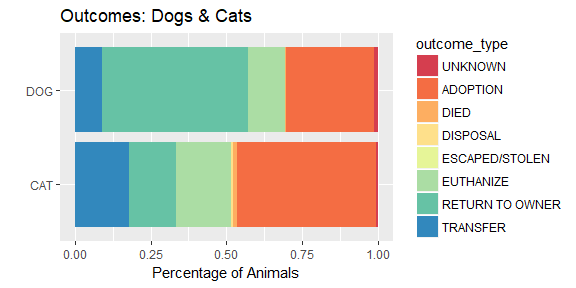 Outcomes: Dogs & Cats
DOG
CAT
0.00 0.25 0.50 0.75 1.00
Percentage of Animals
outcome_type
UNKNOWN
ADOPTION
DIED
DISPOSAL
ESCAPED/STOLEN
EUTHANIZE
RETURN TO OWNER
TRANSFER